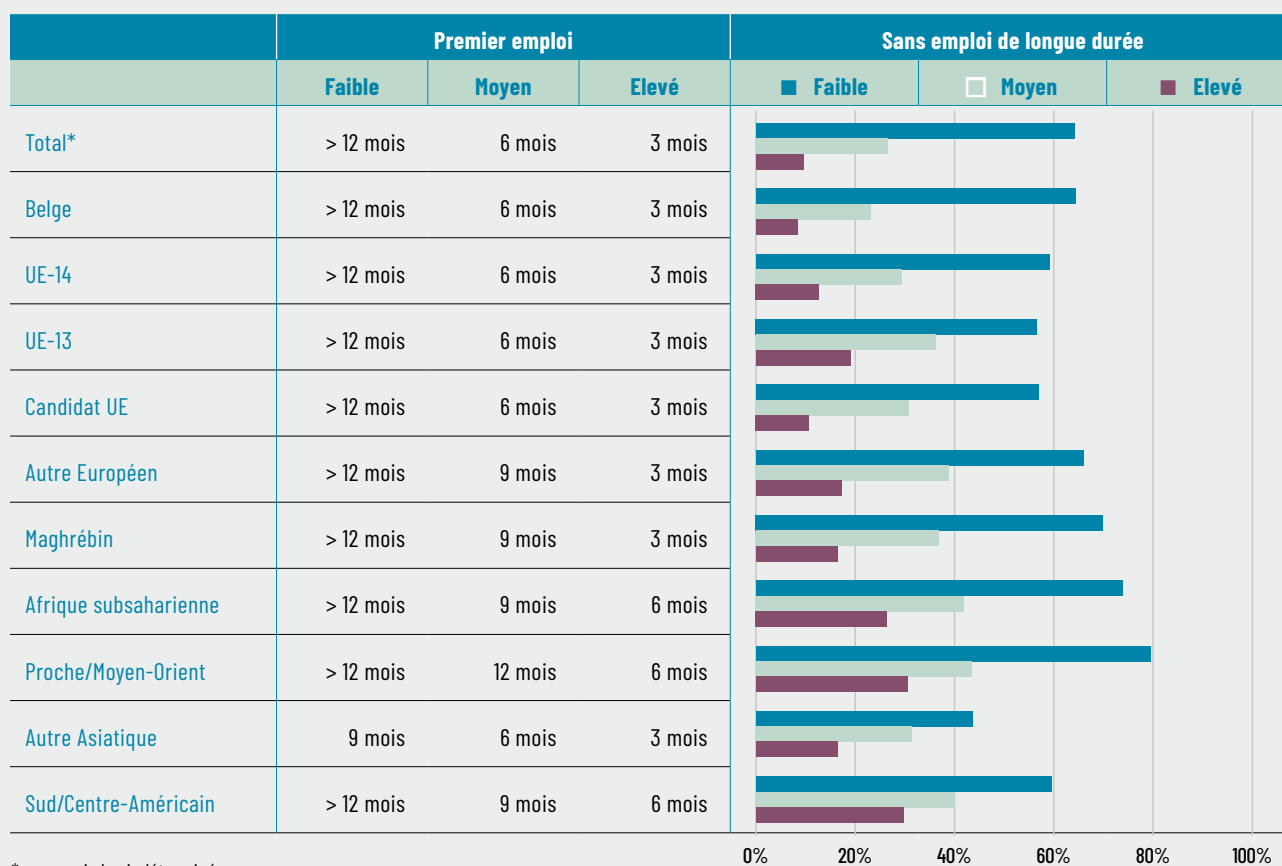 Premier emploi Sans emploi de longue durée
Faible Moyen Elevé Faible Moyen Elevé
Total* > 12 mois 6 mois 3 mois
Belge > 12 mois 6 mois 3 mois
UE-14 > 12 mois 6 mois 3 mois
UE-13 > 12 mois 6 mois 3 mois
Candidat UE > 12 mois 6 mois 3 mois
Autre Européen > 12 mois 9 mois 3 mois
Maghrébin > 12 mois 9 mois 3 mois
Afrique subsaharienne > 12 mois 9 mois 6 mois
Proche/Moyen-Orient > 12 mois 12 mois 6 mois
Autre Asiatique 9 mois 6 mois 3 mois
Sud/Centre-Américain > 12 mois 9 mois 6 mois
0% 20% 40% 60% 80% 100%